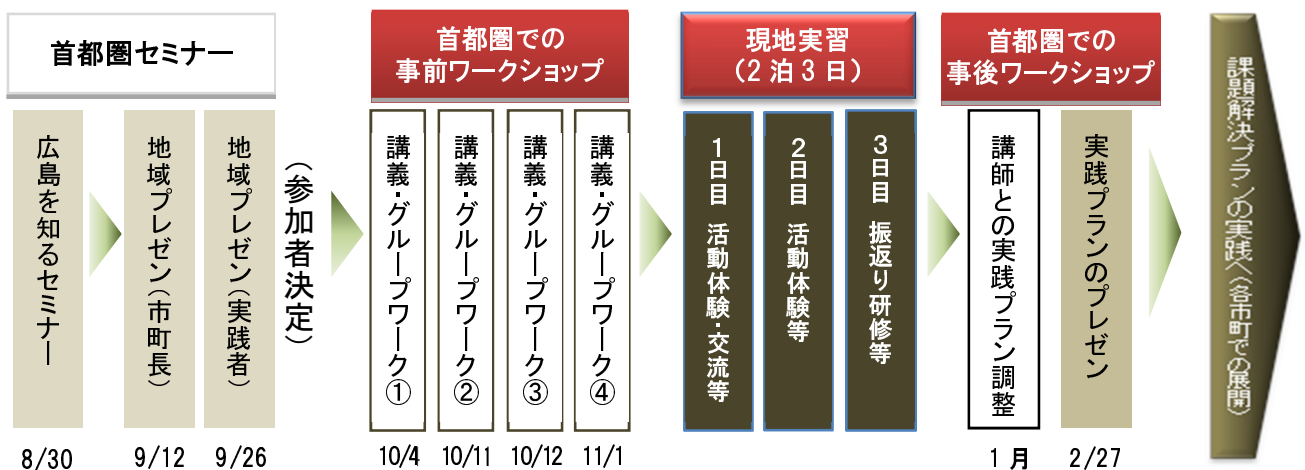 首都圏セミナー
広島を知るセミナー
8/30
地域プレゼン(市町長)
9/12
地域プレゼン(実践者)
9/26
(参加者決定)
首都圏での
事前ワークショップ
講義・グループワーク①
10/4
講義・グループワーク②
10/11
講義・グループワーク③
10/12
講義・グループワーク④
11/1
現地実習
(2泊3日)
1日目 活動体験・交流等
2日目 活動体験等
3日目 振返り研修等
首都圏での
事後ワークショップ
講師との実践プラン調整
1月
実践プランのプレゼン
2/27
課題解決プランの実践へ(各市町での展開)